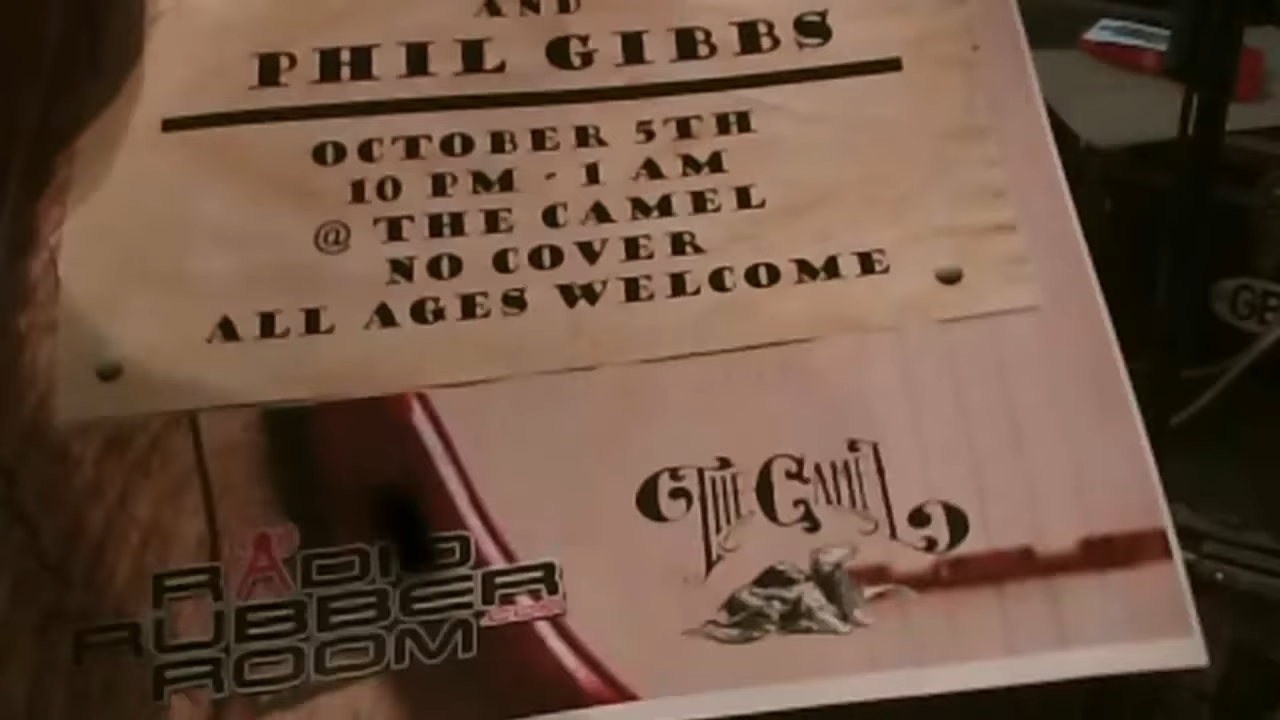 AND
PHIL GIBBS
OCTOBER 5TH
10 PM - 1 AM
@ THE CAMEL
NO COVER
ALL AGES WELCOME
THE CAMEL
RADIO
RUBBER
ROOM
GB